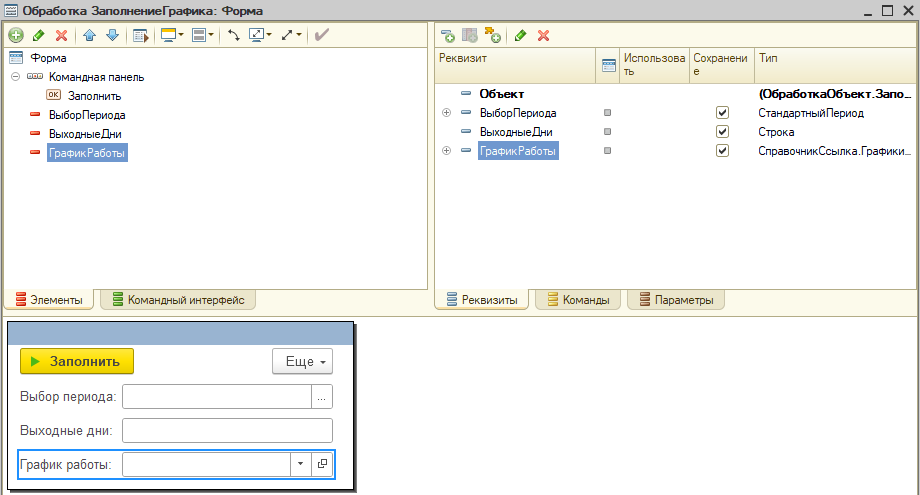 Обработка ЗаполнениеГрафика: Форма
Форма
Командная панель
OK Заполнить
ВыборПериода
ВыходныеДни
ГрафикРаботы
Элементы
Командный интерфейс
Реквизит
Использова
ть
Сохранени
е
Тип
Объект
(ОбработкаОбъект.Запо...
ВыборПериода
СтандартныйПериод
ВыходныеДни
Строка
ГрафикРаботы
СправочникСсылка.Графики...
Реквизиты
Команды
Параметры
Заполнить
Еще
Выбор периода:
...
Выходные дни:
График работы: